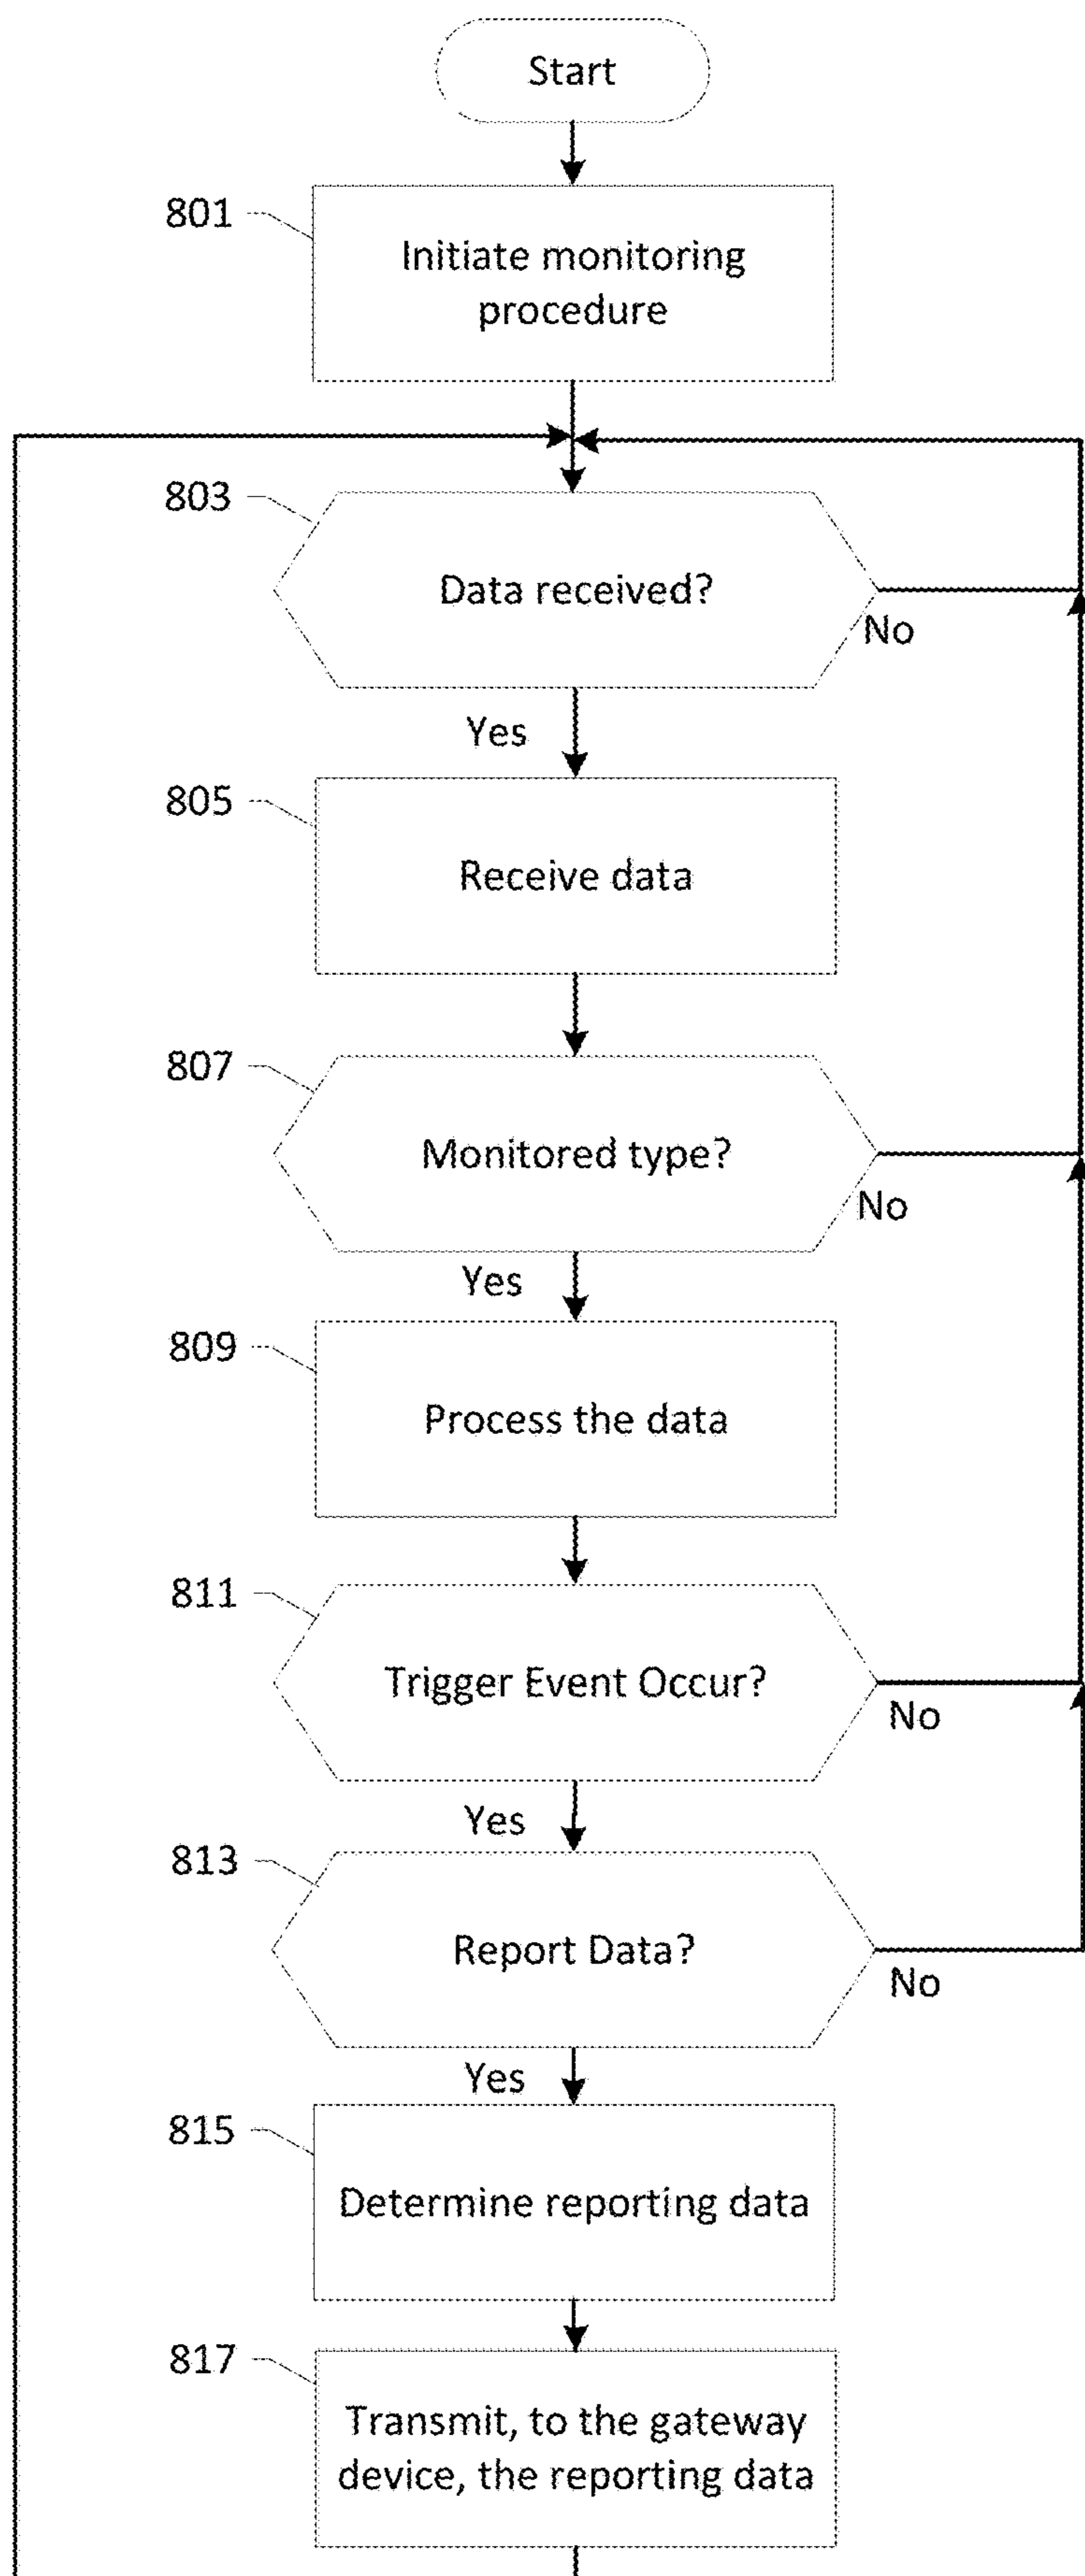 Start
801
Initiate monitoring
procedure
803
Data received?
No
Yes
805
Receive data
807
Monitored type?
No
Yes
809
Process the data
811
Trigger Event Occur?
No
Yes
813
Report Data?
No
Yes
815
Determine reporting data
817
Transmit, to the gateway
device, the reporting data